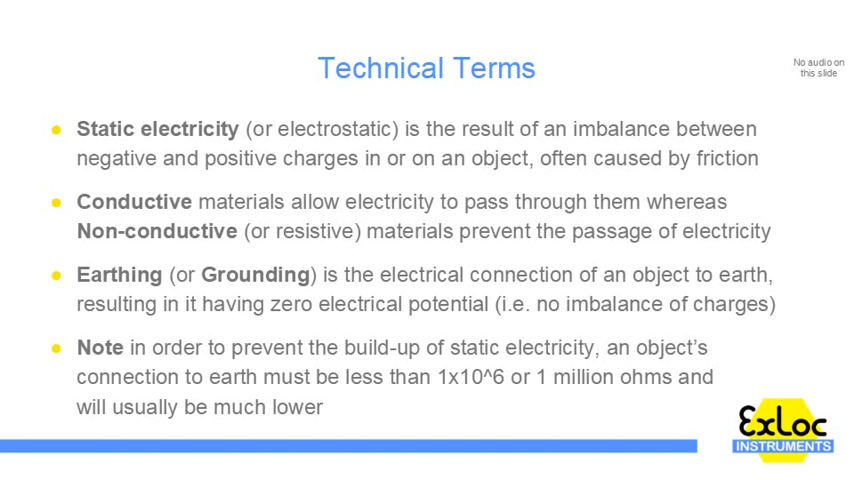 Technical Terms
No audio on
this slide
● Static electricity (or electrostatic) is the result of an imbalance between
negative and positive charges in or on an object, often caused by friction
● Conductive materials allow electricity to pass through them whereas
Non-conductive (or resistive) materials prevent the passage of electricity
● Earthing (or Grounding) is the electrical connection of an object to earth,
resulting in it having zero electrical potential (i.e. no imbalance of charges)
● Note in order to prevent the build-up of static electricity, an object’s
connection to earth must be less than 1x10^6 or 1 million ohms and
will usually be much lower
ExLoc
INSTRUMENTS